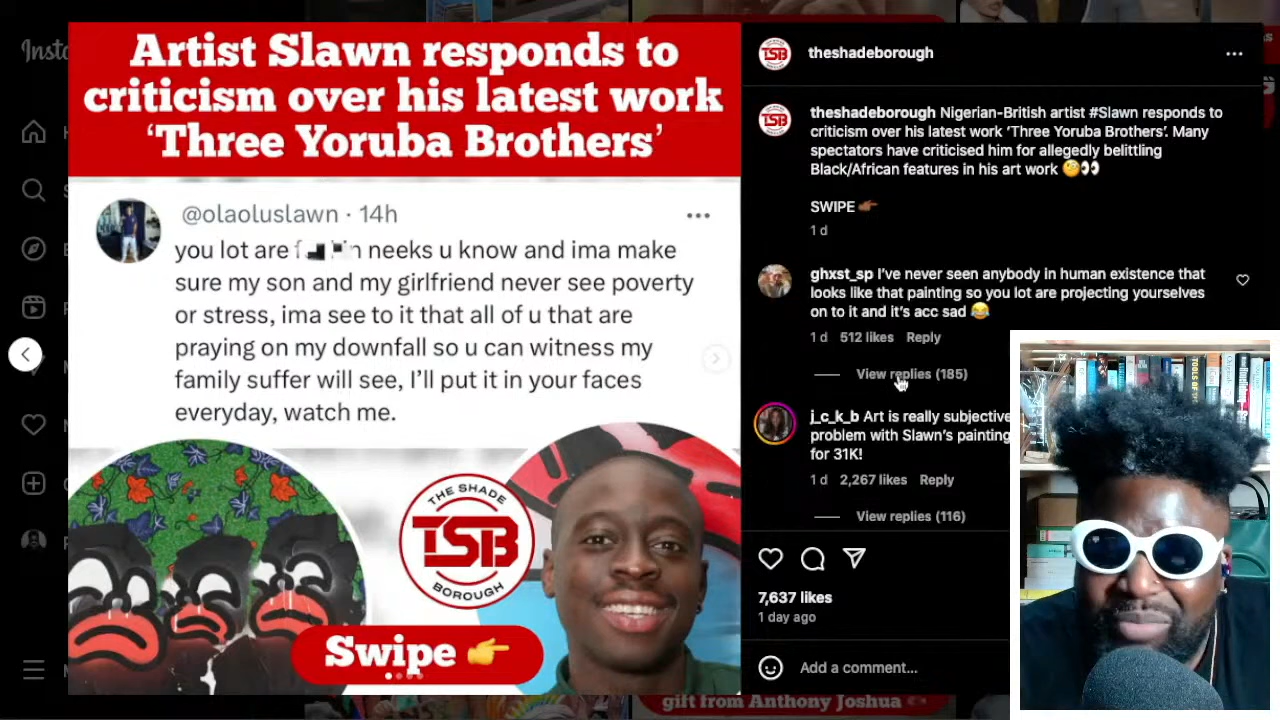 Artist Slawn responds to
criticism over his latest work
‘Three Yoruba Brothers’
@olaoluslawn · 14h
you lot are neeks u know and ima make
sure my son and my girlfriend never see poverty
or stress, ima see to it that all of u that are
praying on my downfall so u can witness my
family suffer will see, I’ll put it in your faces
everyday, watch me.
THE SHADE
TSB
BOROUGH
Swipe 👉
theshadeborough
theshadeborough Nigerian-British artist #Slawn responds to
criticism over his latest work ‘Three Yoruba Brothers’. Many
spectators have criticised him for allegedly belittling
Black/African features in his art work 🧐👀
SWIPE 👉🏾
1 d
ghxst_sp I’ve never seen anybody in human existence that
looks like that painting so you lot are projecting yourselves
on to it and it’s acc sad 😂
1 d 512 likes Reply
View replies (185)
j_c_k_b Art is really subjective
problem with Slawn’s painting
for 31K!
1 d 2,267 likes Reply
View replies (116)
7,637 likes
1 day ago
Add a comment...
gift from Anthony Joshua